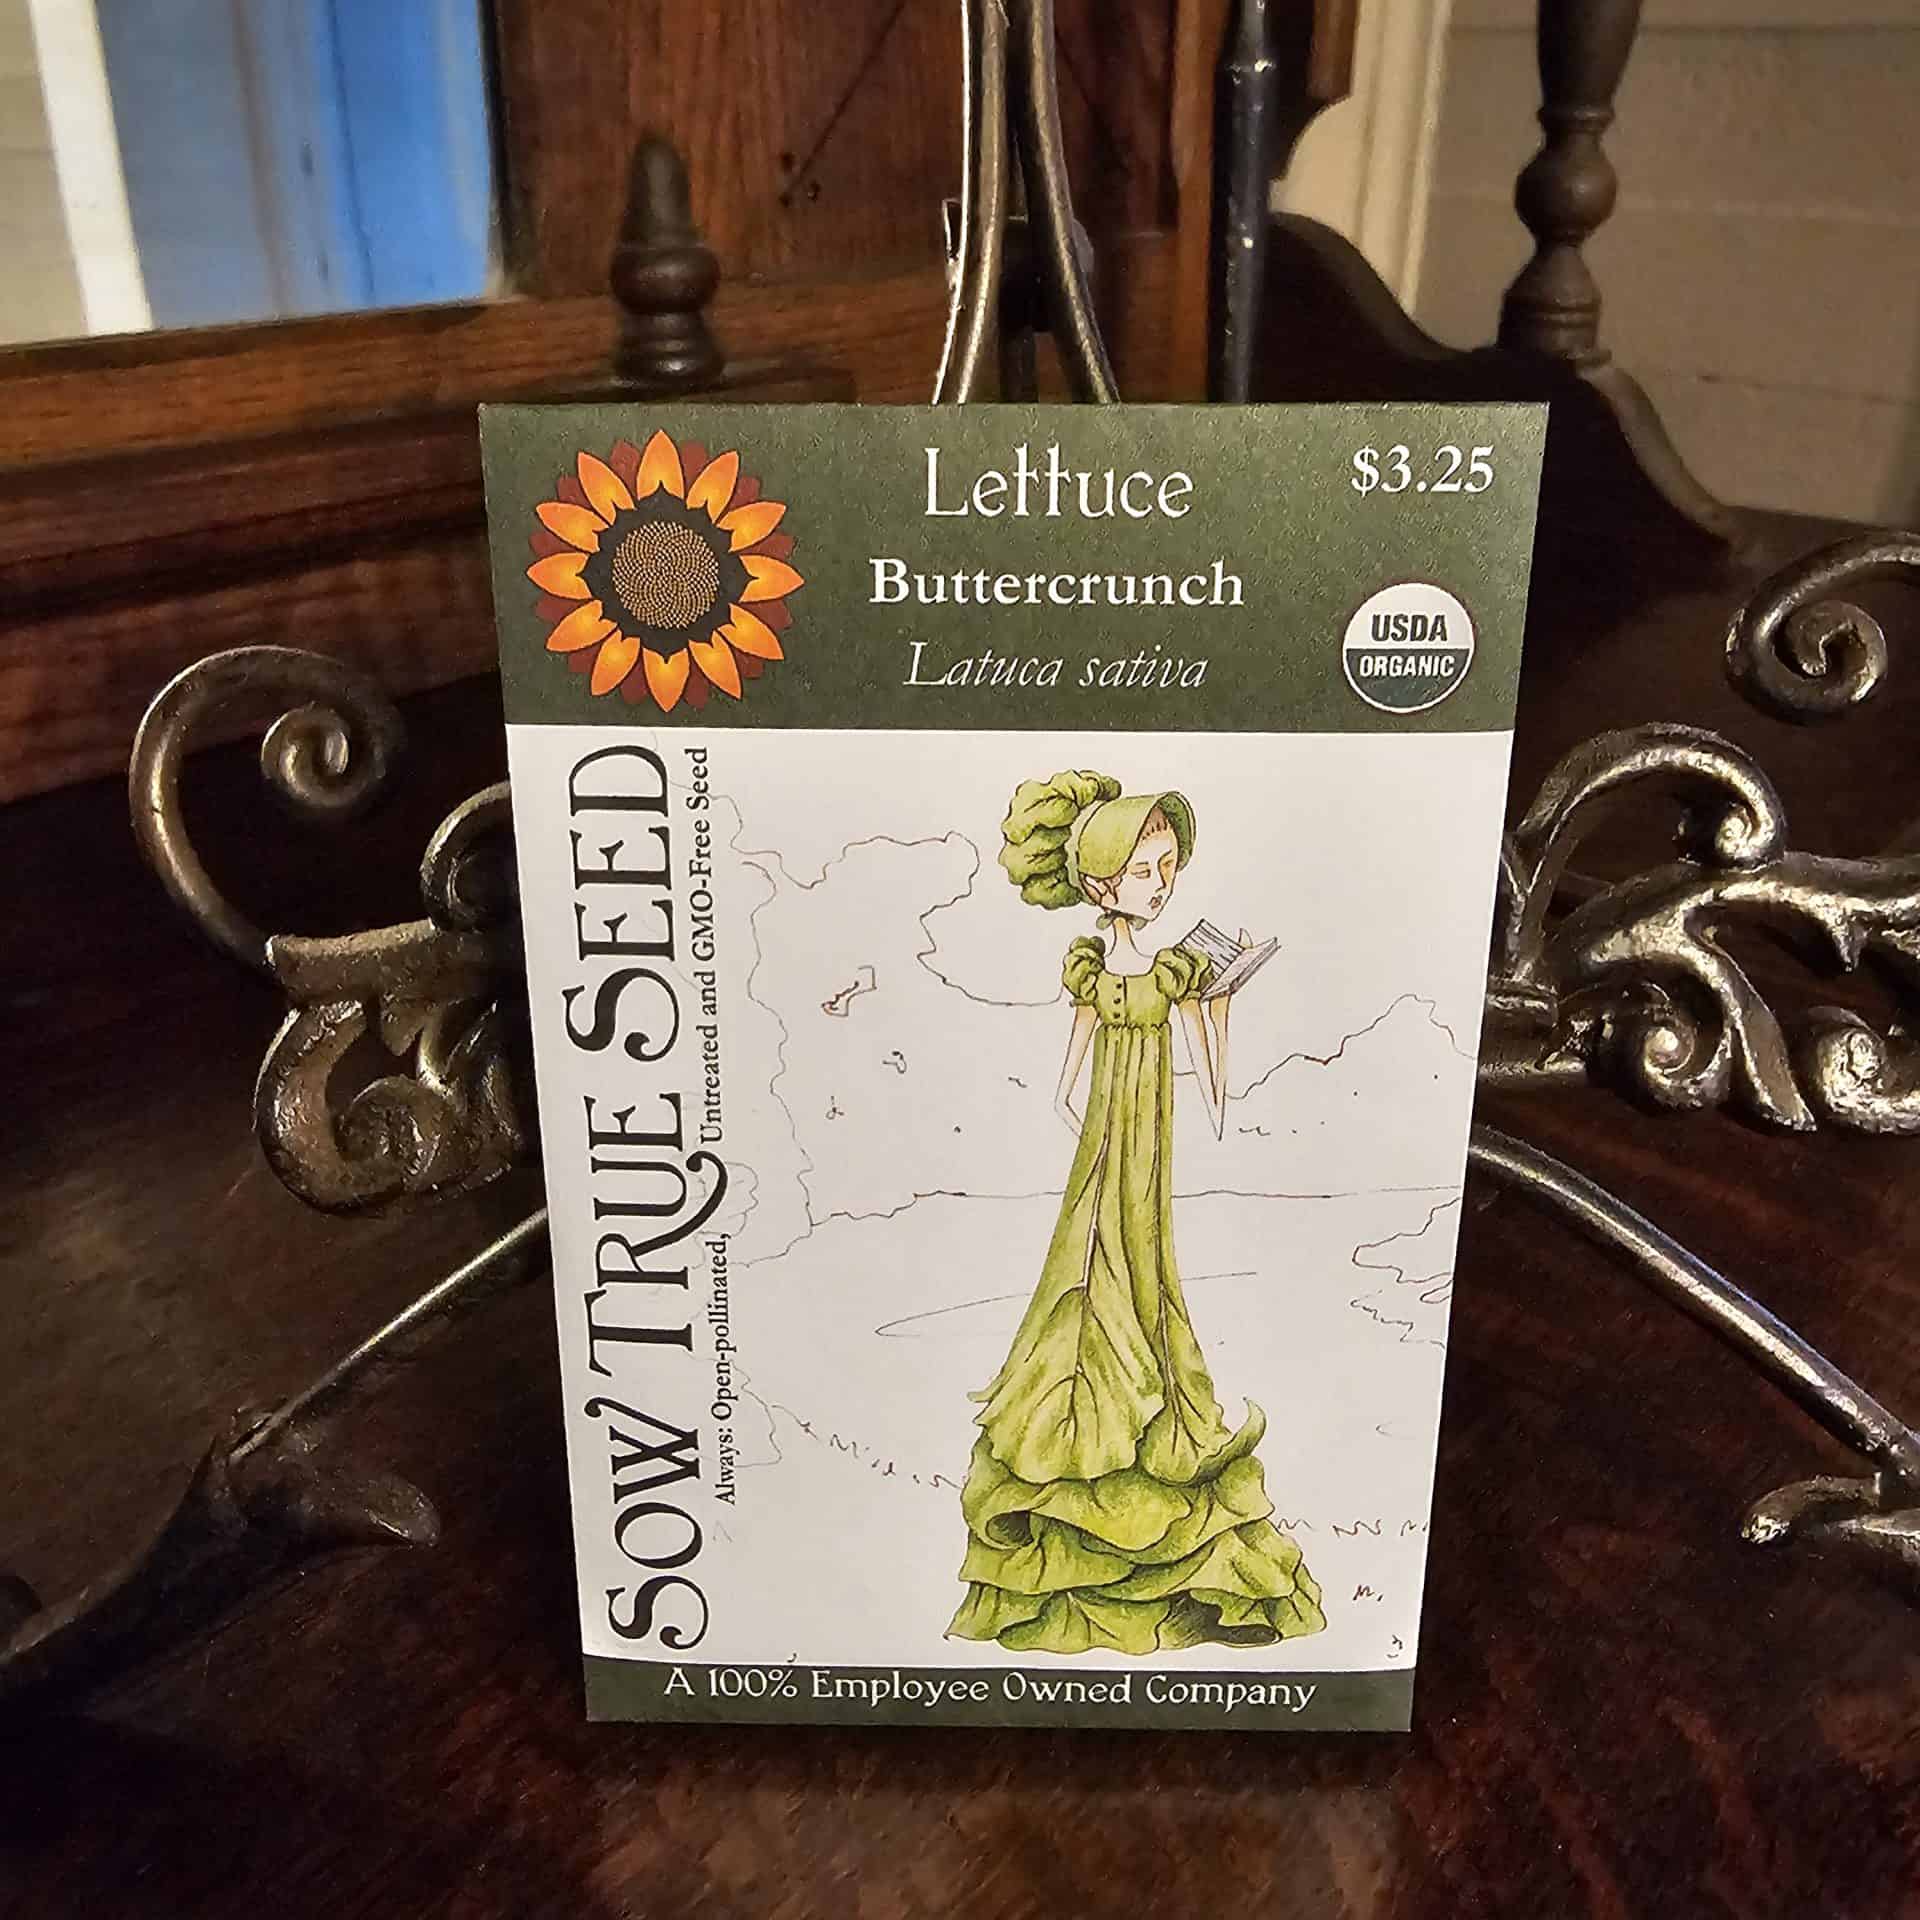 Lettuce
$3.25
Buttercrunch
Latuca sativa
USDA
ORGANIC
SOW TRUE SEED
Always: Open-pollinated, Untreated and GMO-Free Seed
A 100% Employee Owned Company